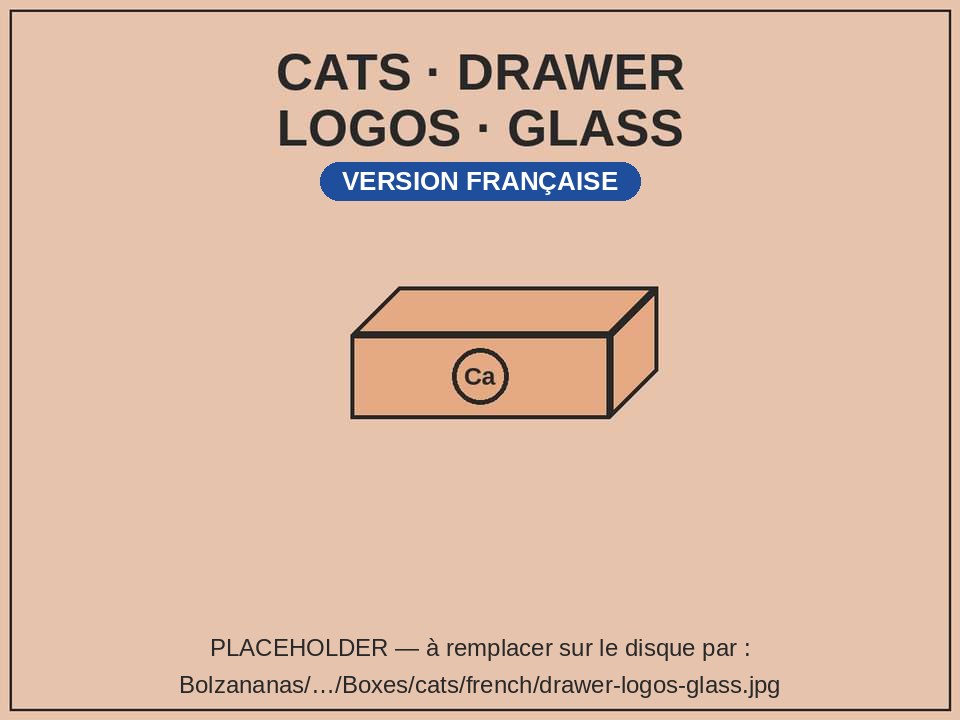 CATS · DRAWER
LOGOS · GLASS
VERSION FRANÇAISE
Ca
PLACEHOLDER — à remplacer sur le disque par :
Bolzananas/…/Boxes/cats/french/drawer-logos-glass.jpg